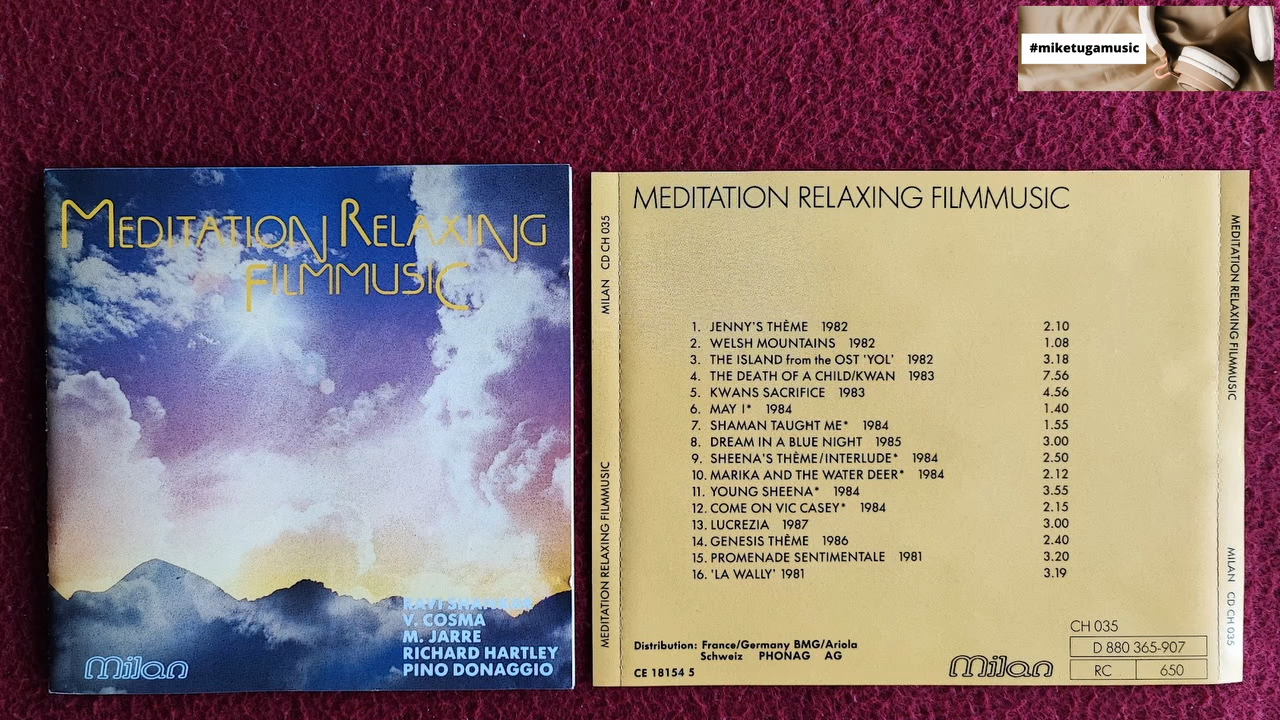 #miketugamusic
MEDITATION RELAXING
FILMMUSIC
RAVI SHANKAR
V. COSMA
M. JARRE
RICHARD HARTLEY
PINO DONAGGIO
Milan
MILAN CD CH 035
MEDITATION RELAXING FILMMUSIC
MEDITATION RELAXING FILMMUSIC
1. JENNY'S THÈME 1982 2.10
2. WELSH MOUNTAINS 1982 1.08
3. THE ISLAND from the OST 'YOL' 1982 3.18
4. THE DEATH OF A CHILD/KWAN 1983 7.56
5. KWANS SACRIFICE 1983 4.56
6. MAY I* 1984 1.40
7. SHAMAN TAUGHT ME* 1984 1.55
8. DREAM IN A BLUE NIGHT 1985 3.00
9. SHEENA'S THÈME/INTERLUDE* 1984 2.50
10. MARIKA AND THE WATER DEER* 1984 2.12
11. YOUNG SHEENA* 1984 3.55
12. COME ON VIC CASEY* 1984 2.15
13. LUCREZIA 1987 3.00
14. GENESIS THÈME 1986 2.40
15. PROMENADE SENTIMENTALE 1981 3.20
16. 'LA WALLY' 1981 3.19
Distribution: France/Germany BMG/Ariola
Schweiz PHONAG AG
CE 18154 5
Milan
CH 035
D 880 365-907
RC 650
MEDITATION RELAXING FILMMUSIC
MILAN CD CH 035